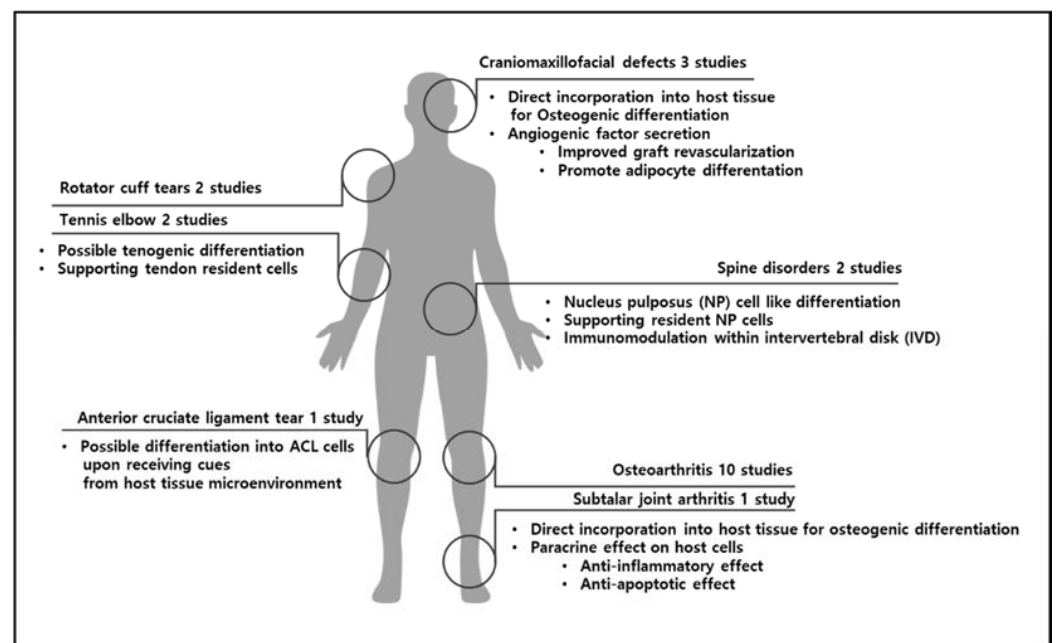 Craniomaxillofacial defects 3 studies
• Direct incorporation into host tissue
for Osteogenic differentiation
• Angiogenic factor secretion
• Improved graft revascularization
• Promote adipocyte differentation
Rotator cuff tears 2 studies
Tennis elbow 2 studies
• Possible tenogenic differentiation
• Supporting tendon resident cells
Spine disorders 2 studies
• Nucleus pulposus (NP) cell like differentiation
• Supporting resident NP cells
• Immunomodulation within intervertebral disk (IVD)
Anterior cruciate ligament tear 1 study
• Possible differentiation into ACL cells
upon receiving cues
from host tissue microenvironment
Osteoarthritis 10 studies
Subtalar joint arthritis 1 study
• Direct incorporation into host tissue for osteogenic differentiation
• Paracrine effect on host cells
• Anti-inflammatory effect
• Anti-apoptotic effect